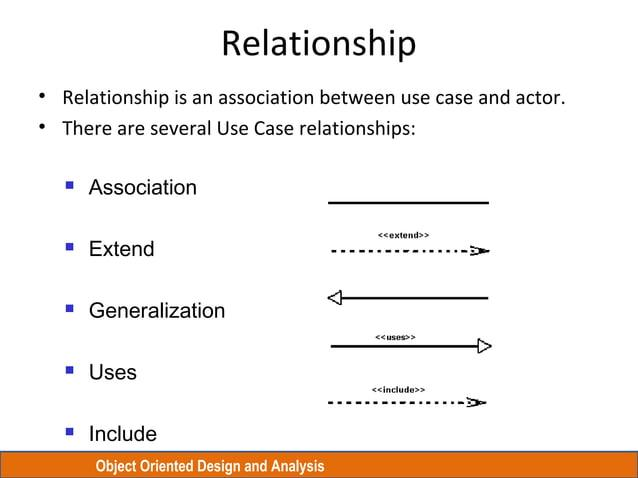 Relationship
• Relationship is an association between use case and actor.
• There are several Use Case relationships:
▪ Association
<<extend>>
▪ Extend
▪ Generalization
<<uses>>
▪ Uses
<<include>>
▪ Include
Object Oriented Design and Analysis